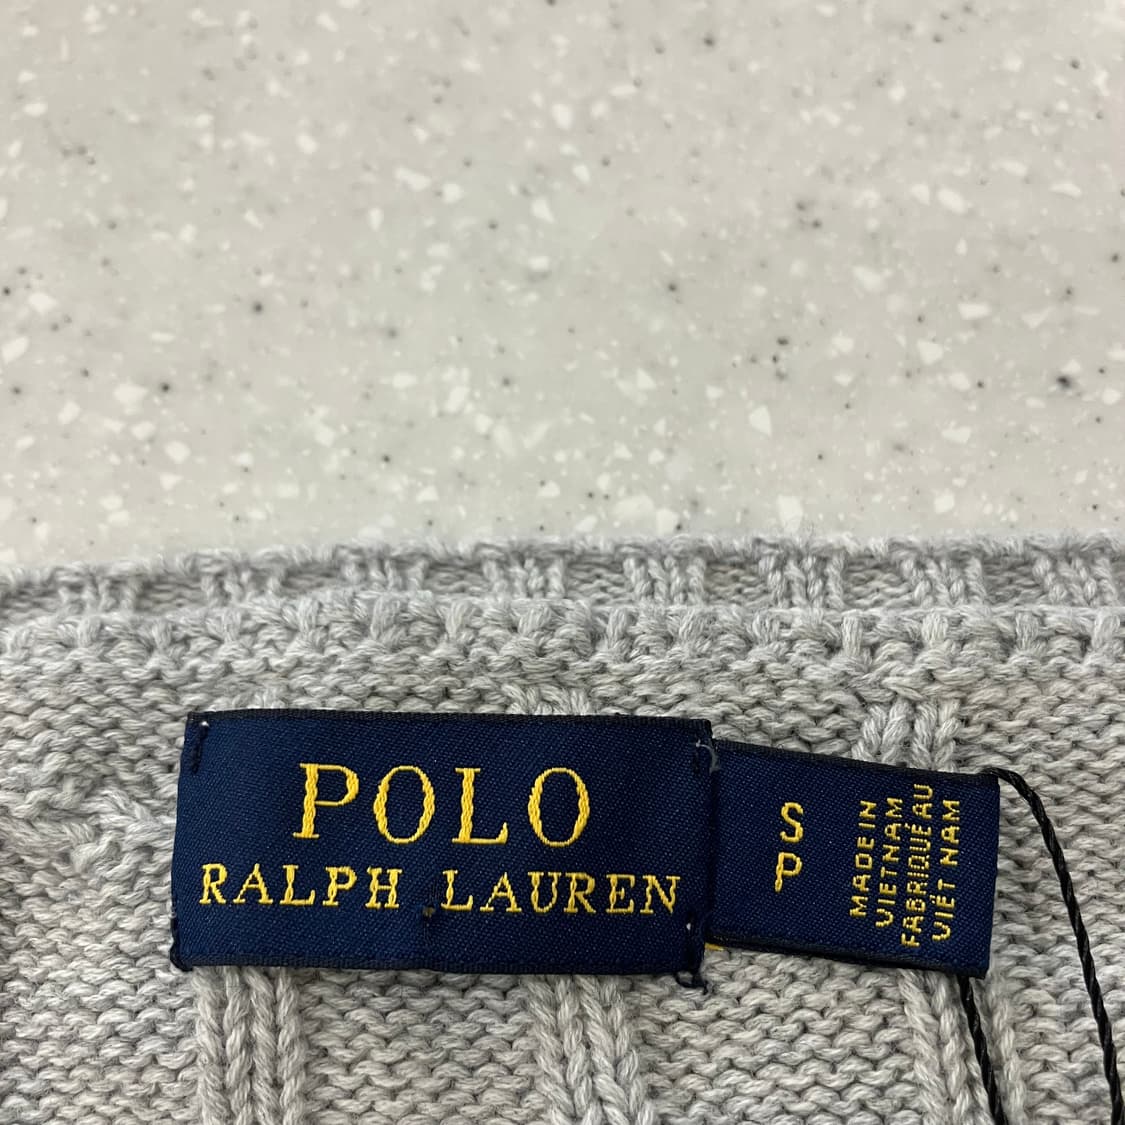 POLO
RALPH LAUREN
S
P
MADE IN
VIETNAM
FABRIQUÉ AU
VIÊT NAM